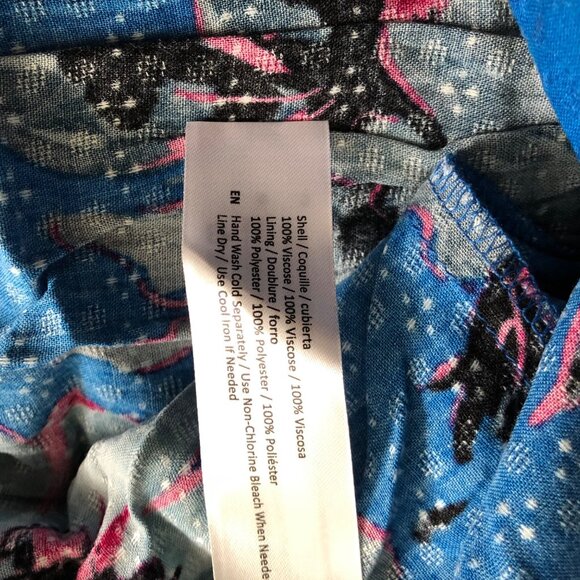 Shell / Coquille / cubierta
100% Viscose / 100% Viscose / 100% Viscosa
Lining / Doublure / forro
100% Polyester / 100% Polyester / 100% Poliéster
EN Hand Wash Cold Separately / Use Non-Chlorine Bleach When Neede
Line Dry / Use Cool Iron If Needed